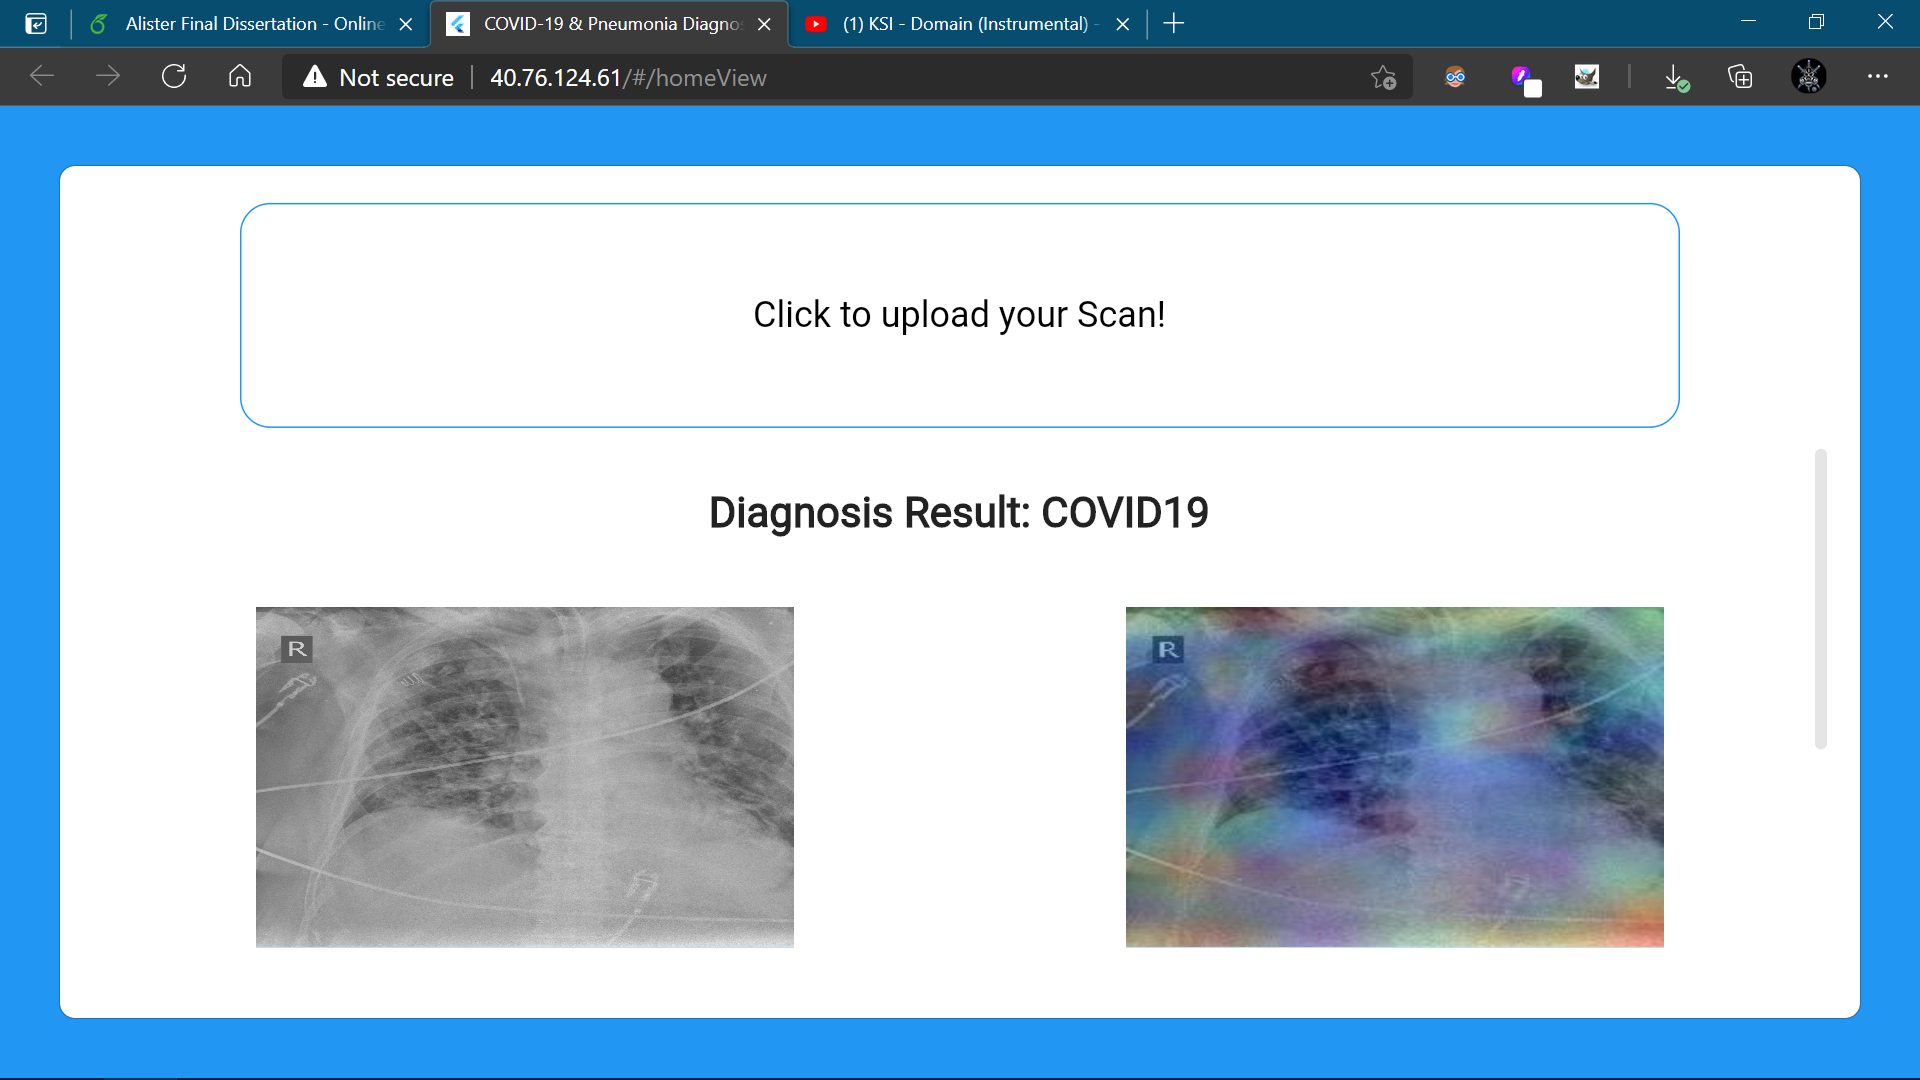 Alister Final Dissertation - Online
COVID-19 & Pneumonia Diagno
(1) KSI - Domain (Instrumental) -
Not secure
40.76.124.61/#/homeView
Click to upload your Scan!
Diagnosis Result: COVID19
R
R